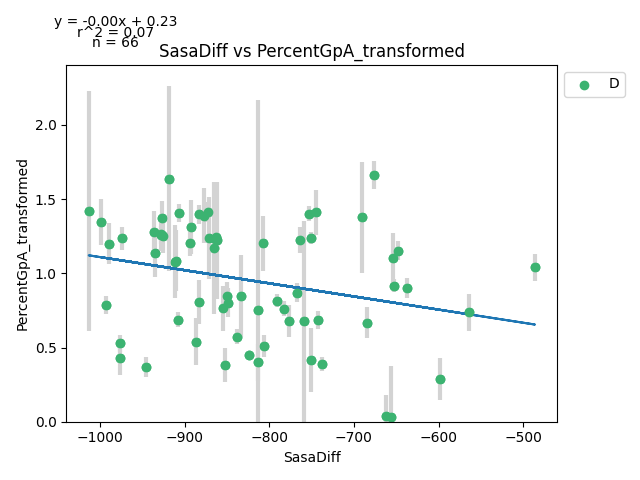 y = -0.00x + 0.23
r^2 = 0.07
n = 66
SasaDiff vs PercentGpA_transformed
D
PercentGpA_transformed
2.0
1.5
1.0
0.5
0.0
−1000 −900 −800 −700 −600 −500
SasaDiff